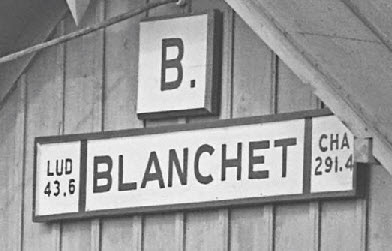 B.
LUD
43.6
BLANCHET
CHA
291.4